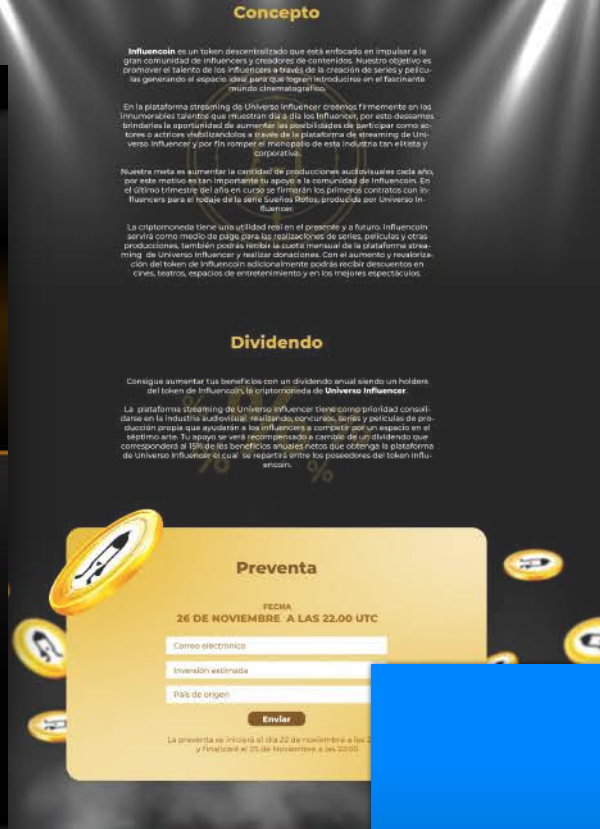 Concepto
Influencoin es un token descentralizado que está enfocado en impulsar a la
gran comunidad de influencers y creadores de contenidos. Nuestro objetivo es
promover el talento de los influencers a través de la creación de series y pelícu-
las generando el espacio ideal para que logren introducirse en el fascinante
mundo cinematográfico.
En la plataforma streaming de Universo Influencer creemos firmemente en los
innumerables talentos que muestran día a día los Influencer, por esto deseamos
brindarles la oportunidad de aumentar las posibilidades de participar como ac-
tores o actrices visibilizándolos a través de la plataforma de streaming de Uni-
verso Influencer y por fin romper el monopolio de esta industria tan elitista y
corporativa.
Nuestra meta es aumentar la cantidad de producciones audiovisuales cada año,
por este motivo es tan importante tu apoyo a la comunidad de Influencoin. En
el último trimestre del año en curso se firmarán los primeros contratos con in-
fluencers para el rodaje de la serie Sueños Rotos, producida por Universo In-
fluencer.
La criptomoneda tiene una utilidad real en el presente y a futuro. Influencoin
servirá como medio de pago para las realizaciones de series, películas y otras
producciones, también podrás recibir la cuota mensual de la plataforma strea-
ming de Universo Influencer y realizar donaciones. Con el aumento y revaloriza-
ción del token de Influencoin adicionalmente podrás recibir descuentos en
cines, teatros, espacios de entretenimiento y en los mejores espectáculos.
Dividendo
Consigue aumentar tus beneficios con un dividendo anual siendo un holders
del token de Influencoin, la criptomoneda de Universo Influencer.
La plataforma streaming de Universo Influencer tiene como prioridad consoli-
darse en la industria audiovisual realizando, concursos, series y películas de pro-
ducción propia que ayudarán a los influencers a competir por un espacio en el
séptimo arte. Tu apoyo se verá recompensado a cambio de un dividendo que
corresponderá al 15% de los beneficios anuales netos que obtenga la plataforma
de Universo Influencer el cual se repartirá entre los poseedores del token Influ-
encoin.
Preventa
FECHA
26 DE NOVIEMBRE A LAS 22.00 UTC
Correo electrónico
Inversión estimada
País de origen
Enviar
La preventa se iniciará el día 22 de noviembre a las
y finalizará el 25 de Noviembre a las 22:00